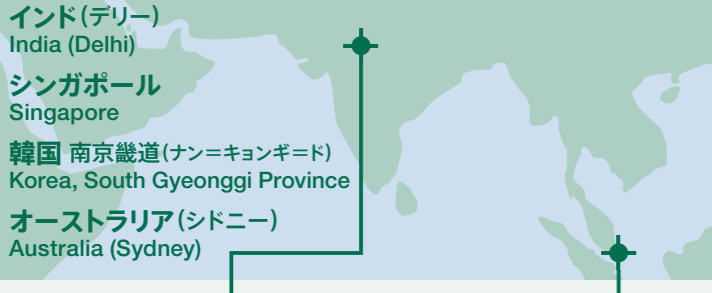 インド(デリー)
India (Delhi)
シンガポール
Singapore
韓国 南京畿道(ナン=キョンギ=ド)
Korea, South Gyeonggi Province
オーストラリア(シドニー)
Australia (Sydney)